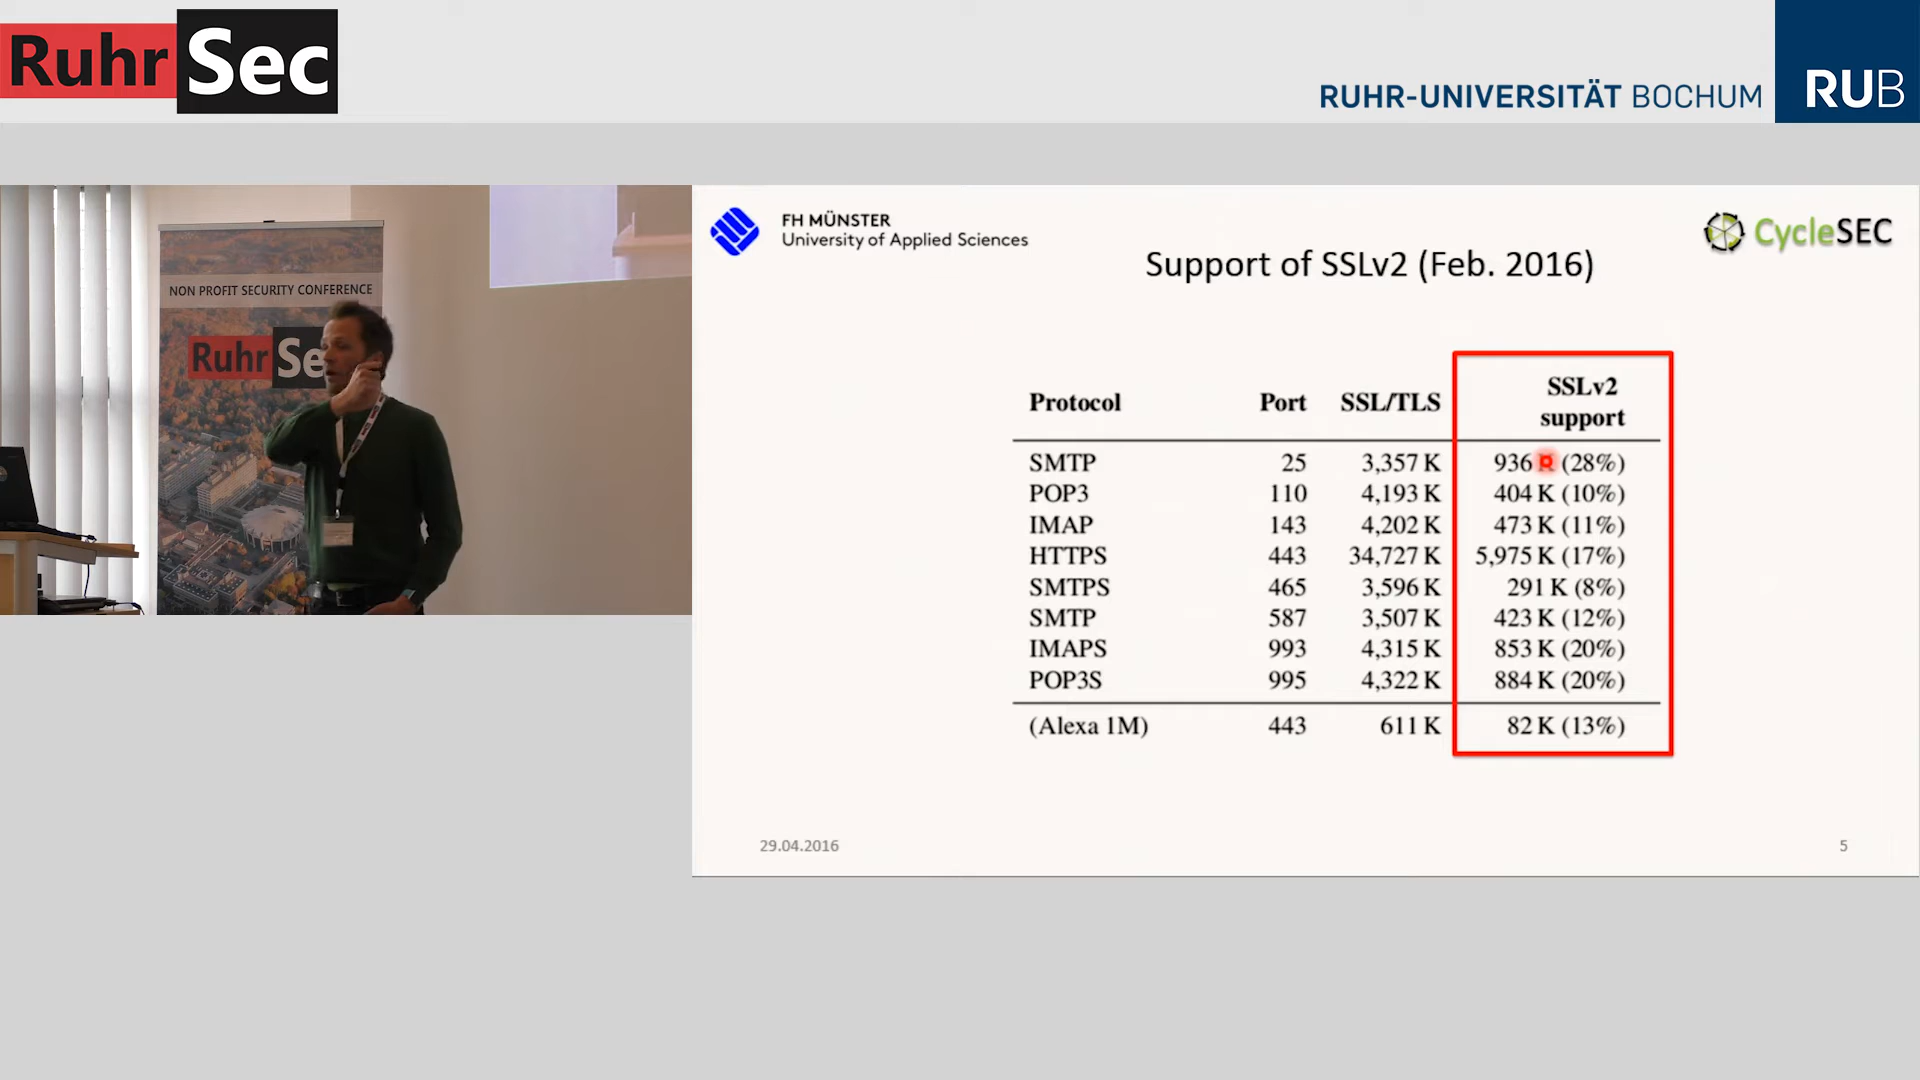 RuhrSec
RUHR-UNIVERSITÄT BOCHUM
RUB
NON PROFIT SECURITY CONFERENCE
Ruhr Se
FH MÜNSTER
University of Applied Sciences
CycleSEC
Support of SSLv2 (Feb. 2016)
Protocol Port SSL/TLS SSLv2 support
SMTP 25 3,357 K 936 K (28%)
POP3 110 4,193 K 404 K (10%)
IMAP 143 4,202 K 473 K (11%)
HTTPS 443 34,727 K 5,975 K (17%)
SMTPS 465 3,596 K 291 K (8%)
SMTP 587 3,507 K 423 K (12%)
IMAPS 993 4,315 K 853 K (20%)
POP3S 995 4,322 K 884 K (20%)
(Alexa 1M) 443 611 K 82 K (13%)
29.04.2016
5